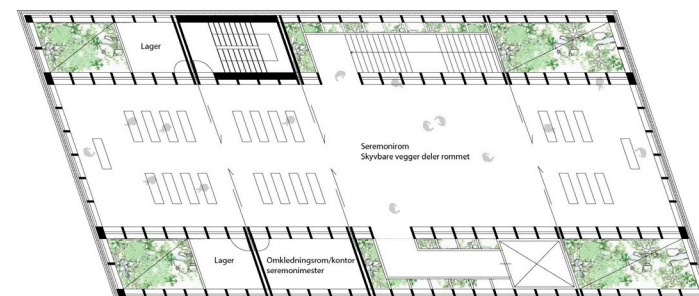 Lager
Seremonirom
Skyvbare vegger deler rommet
Lager
Omkledningsrom/kontor
seremonimester